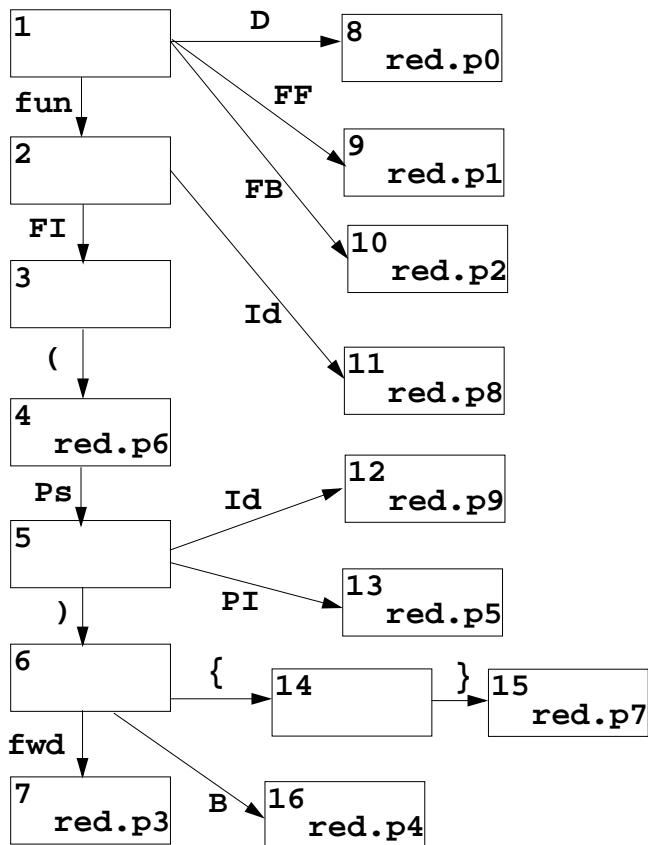 1
D
8
red.p0
fun
FF
9
red.p1
2
FB
10
red.p2
FI
3
Id
(
11
red.p8
4
red.p6
Ps
Id
12
red.p9
5
PI
13
red.p5
)
6
{
14
}
15
red.p7
fwd
7
red.p3
B
16
red.p4